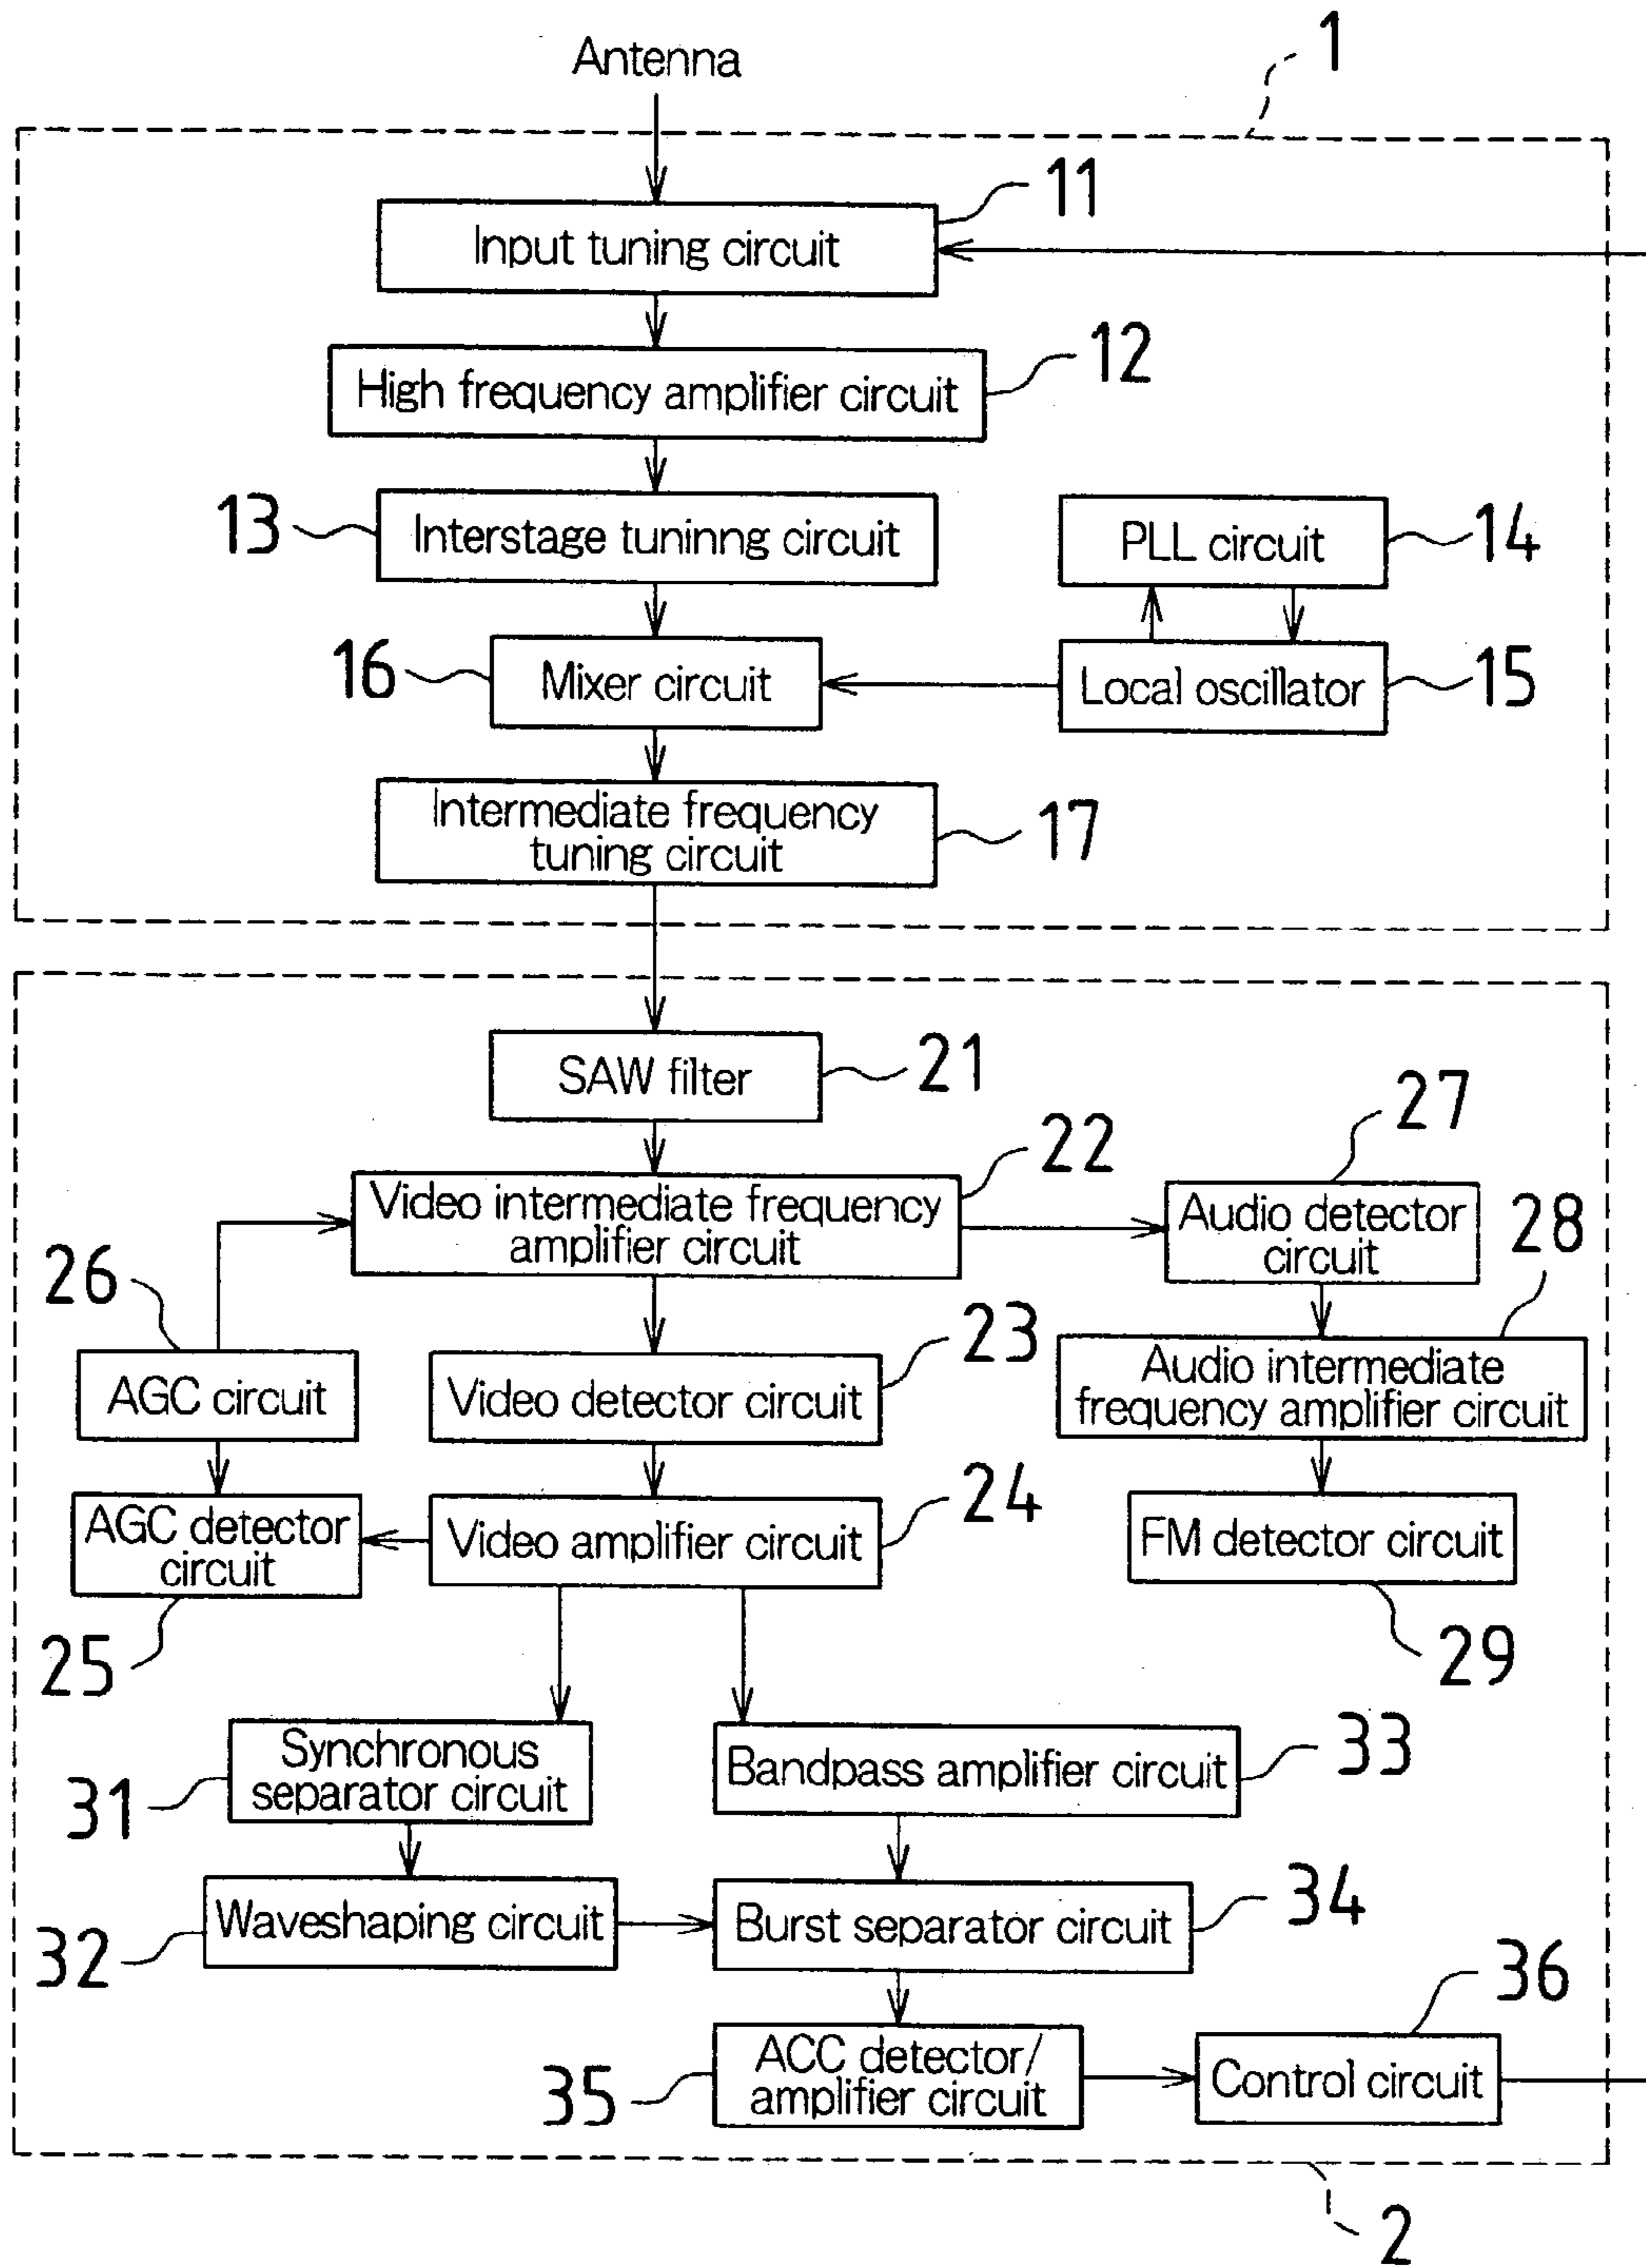 1
Antenna
11
Input tuning circuit
12
High frequency amplifier circuit
13
Interstage tuninng circuit
PLL circuit
14
16
Mixer circuit
Local oscillator
15
Intermediate frequency
tuning circuit
17
SAW filter
21
22
27
Video intermediate frequency
amplifier circuit
Audio detector
circuit
28
26
23
AGC circuit
Video detector circuit
Audio intermediate
frequency amplifier circuit
24
AGC detector
circuit
Video amplifier circuit
FM detector circuit
25
29
Synchronous
separator circuit
31
Bandpass amplifier circuit
33
Waveshaping circuit
32
Burst separator circuit
34
36
ACC detector/
amplifier circuit
35
Control circuit
2